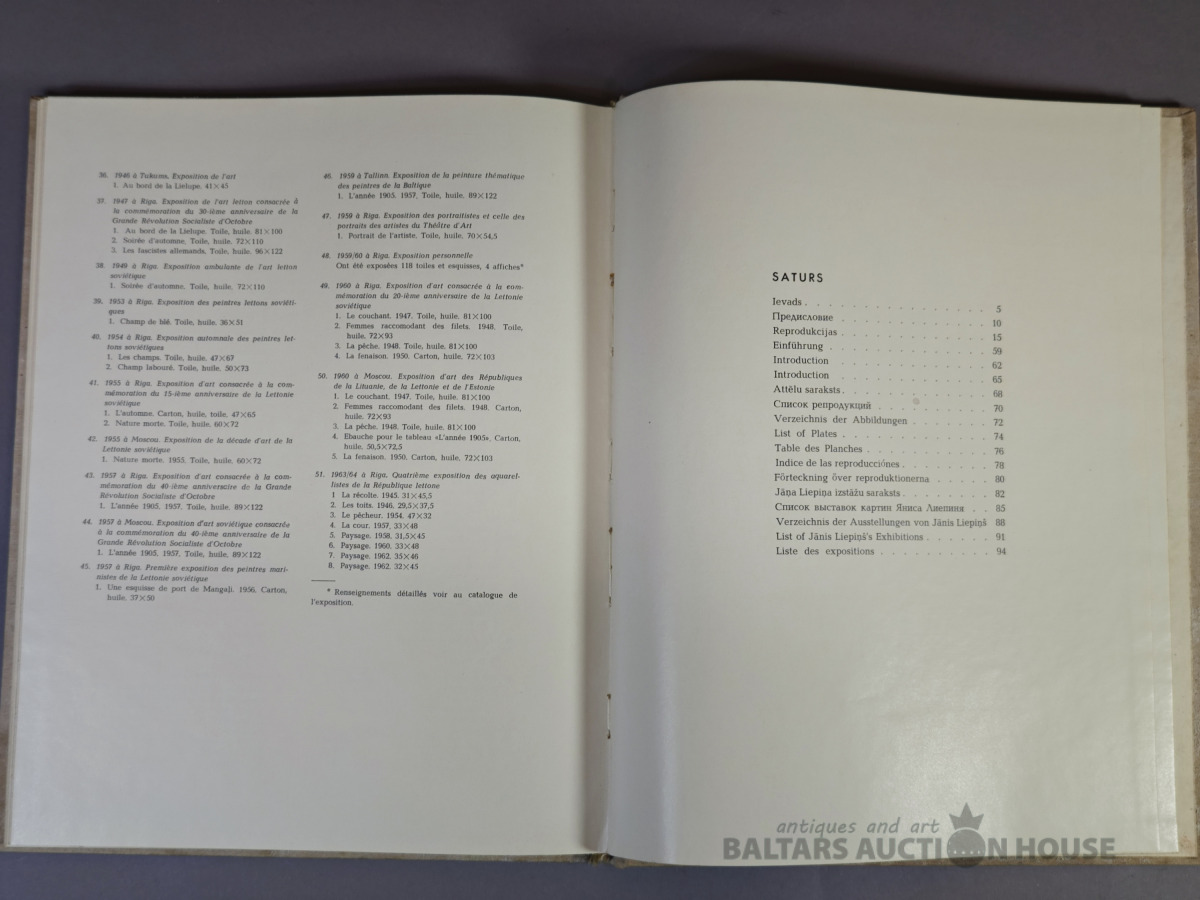 36. 1946 à Tukums. Exposition de l'art
1. Au bord de la Lielupe. 41×45
37. 1947 à Riga. Exposition de l'art letton consacrée à
la commémoration du 30-ième anniversaire de la
Grande Révolution Socialiste d'Octobre
1. Au bord de la Lielupe. Toile, huile. 81×100
2. Soirée d'automne. Toile, huile. 72×110
3. Les fascistes allemands. Toile, huile. 96×122
38. 1949 à Riga. Exposition ambulante de l'art letton
soviétique
1. Soirée d'automne. Toile, huile. 72×110
39. 1953 à Riga. Exposition des peintres lettons soviéti-
ques
1. Champ de blé. Toile, huile. 36×51
40. 1954 à Riga. Exposition automnale des peintres let-
tons soviétiques
1. Les champs. Toile, huile. 47×67
2. Champ labouré. Toile, huile. 50×73
41. 1955 à Riga. Exposition d'art consacrée à la com-
mémoration du 15-ième anniversaire de la Lettonie
soviétique
1. L'automne. Carton, huile, toile. 47×65
2. Nature morte. Toile, huile. 60×72
42. 1955 à Moscou. Exposition de la décade d'art de la
Lettonie soviétique
1. Nature morte. 1955. Toile, huile. 60×72
43. 1957 à Riga. Exposition d'art consacrée à la com-
mémoration du 40-ième anniversaire de la Grande
Révolution Socialiste d'Octobre
1. L'année 1905. 1957. Toile, huile. 89×122
44. 1957 à Moscou. Exposition d'art soviétique consacrée
à la commémoration du 40-ième anniversaire de la
Grande Révolution Socialiste d'Octobre
1. L'année 1905. 1957. Toile, huile. 89×122
45. 1957 à Riga. Première exposition des peintres mari-
nistes de la Lettonie soviétique
1. Une esquisse de port de Mangaļi. 1956. Carton,
huile. 37×50
46. 1959 à Tallinn. Exposition de la peinture thématique
des peintres de la Baltique
1. L'année 1905. 1957. Toile, huile. 89×122
47. 1959 à Riga. Exposition des portraitistes et celle des
portraits des artistes du Théâtre d'Art
1. Portrait de l'artiste. Toile, huile. 70×54,5
48. 1959/60 à Riga. Exposition personnelle
Ont été exposées 118 toiles et esquisses, 4 affiches*
49. 1960 à Riga. Exposition d'art consacrée à la com-
mémoration du 20-ième anniversaire de la Lettonie
soviétique
1. Le couchant. 1947. Toile, huile. 81×100
2. Femmes raccomodant des filets. 1948. Toile,
huile. 72×93
3. La pêche. 1948. Toile, huile. 81×100
4. La fenaison. 1950. Carton, huile. 72×103
50. 1960 à Moscou. Exposition d'art des Républiques
de la Lituanie, de la Lettonie et de l'Estonie
1. Le couchant. 1947. Toile, huile. 81×100
2. Femmes raccomodant des filets. 1948. Carton,
huile. 72×93
3. La pêche. 1948. Toile, huile. 81×100
4. Ebauche pour le tableau «L'année 1905». Carton,
huile. 50,5×72,5
5. La fenaison. 1950. Carton, huile. 72×103
51. 1963/64 à Riga. Quatrième exposition des aquarel-
listes de la République lettone
1 La récolte. 1945. 31×45,5
2. Les toits. 1946. 29,5×37,5
3. Le pêcheur. 1954. 47×32
4. La cour. 1957. 33×48
5. Paysage. 1958. 31,5×45
6. Paysage. 1960. 33×48
7. Paysage. 1962. 35×46
8. Paysage. 1962. 32×45
* Renseignements détaillés voir au catalogue de
l'exposition.
SATURS
Ievads . . . . . . . . . . . . . 5
Предисловие . . . . . . . . . . . 10
Reprodukcijas . . . . . . . . . . . 15
Einführung . . . . . . . . . . . 59
Introduction . . . . . . . . . . . 62
Introduction . . . . . . . . . . . 65
Attēlu saraksts . . . . . . . . . . . 68
Список репродукций . . . . . . . . 70
Verzeichnis der Abbildungen . . . . . . 72
List of Plates . . . . . . . . . . . 74
Table des Planches . . . . . . . . . 76
Indice de las reproducciónes . . . . . . 78
Förteckning över reproduktionerna . . . . 80
Jāņa Liepiņa izstāžu saraksts . . . . . . 82
Список выставок картин Яниса Лиепиня . . 85
Verzeichnis der Ausstellungen von Jānis Liepiņš 88
List of Jānis Liepiņš's Exhibitions . . . . . 91
Liste des expositions . . . . . . . . 94
antiques and art
BALTARS AUCTION HOUSE